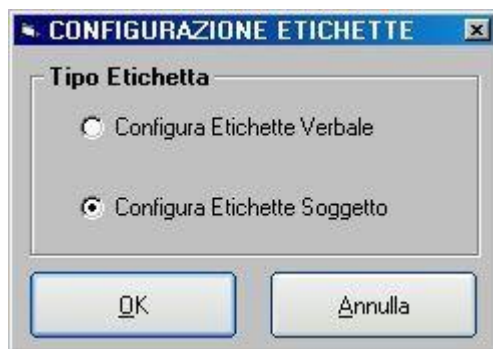 CONFIGURAZIONE ETICHETTE
Tipo Etichetta
Configura Etichette Verbale
Configura Etichette Soggetto
OK
Annulla